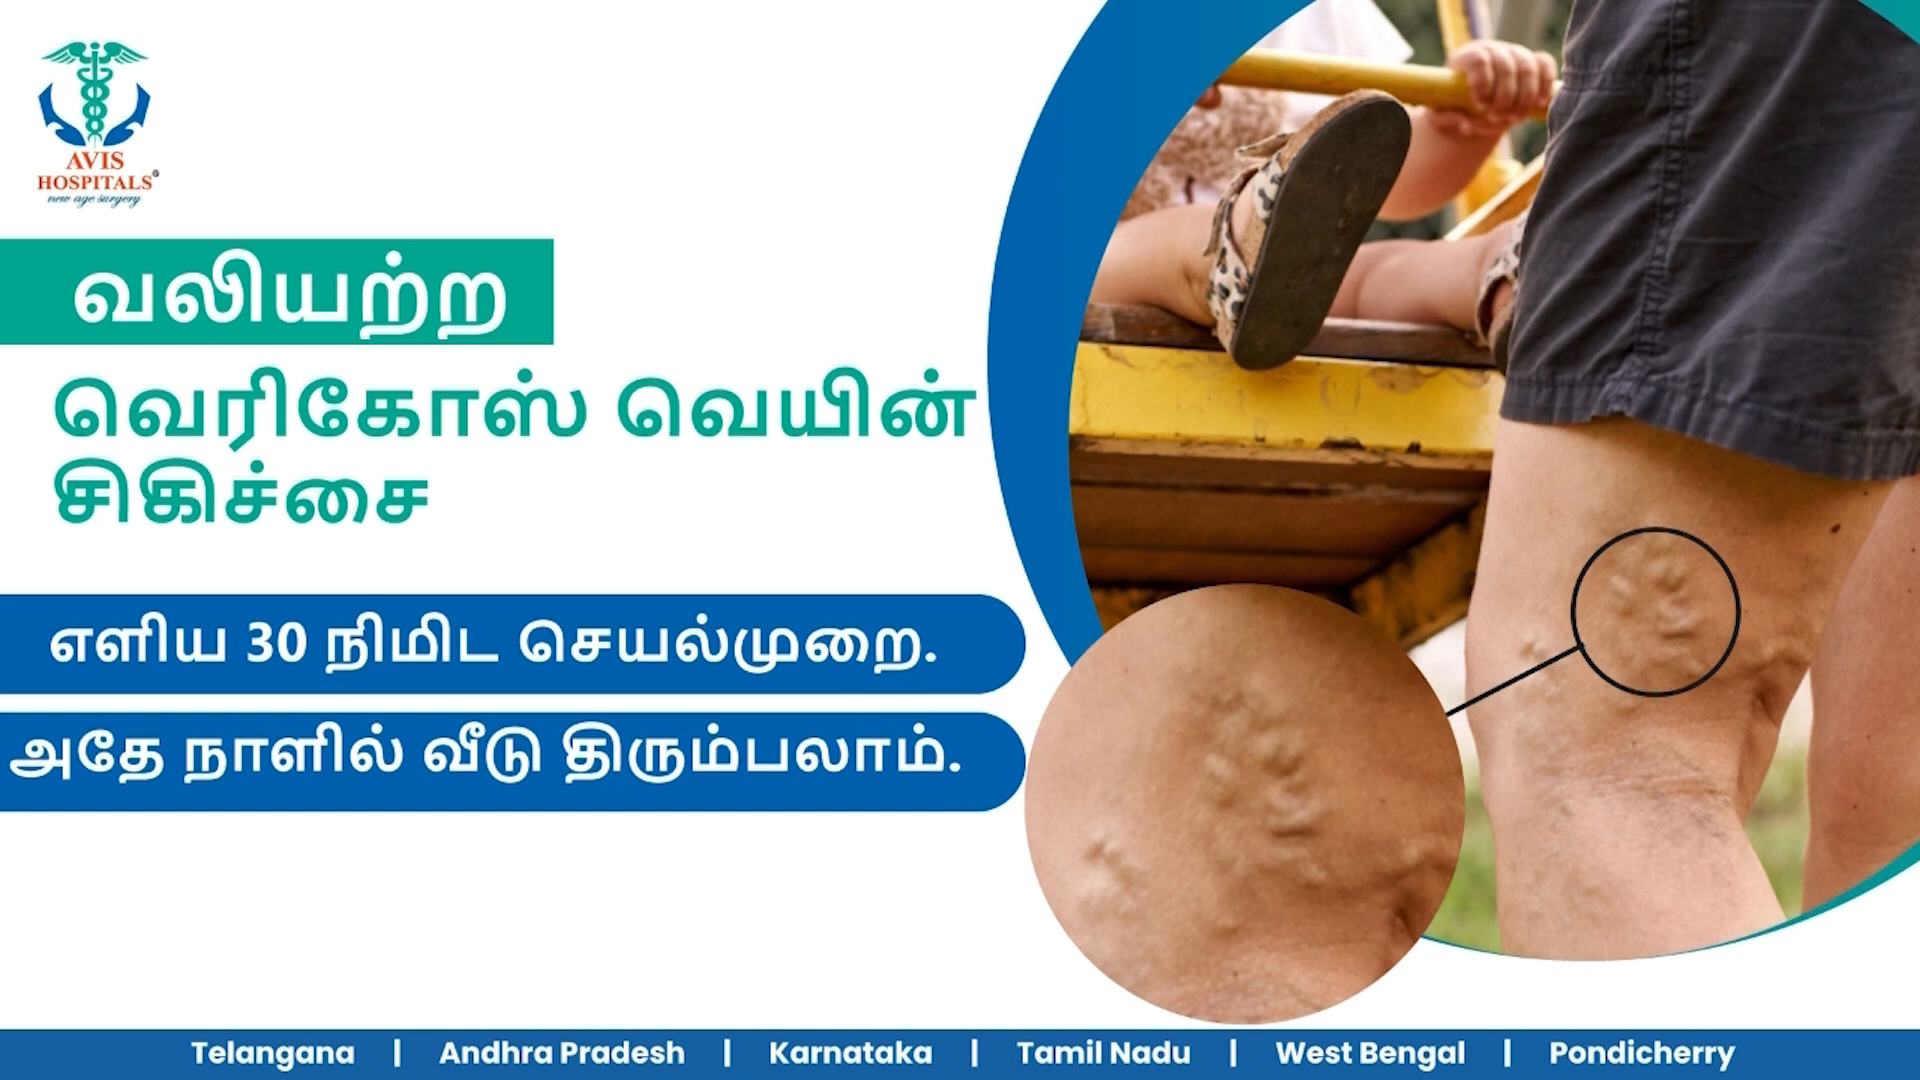 AVIS
HOSPITALS®
new age surgery
வலியற்ற
வெரிகோஸ் வெயின்
சிகிச்சை
எளிய 30 நிமிட செயல்முறை.
அதே நாளில் வீடு திரும்பலாம்.
Telangana | Andhra Pradesh | Karnataka | Tamil Nadu | West Bengal | Pondicherry